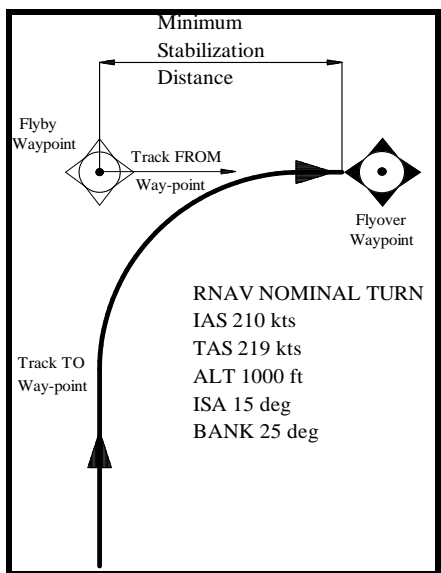 Minimum
Stabilization
Distance
Flyby
Waypoint
Track FROM
Way-point
Flyover
Waypoint
RNAV NOMINAL TURN
IAS 210 kts
TAS 219 kts
ALT 1000 ft
ISA 15 deg
BANK 25 deg
Track TO
Way-point